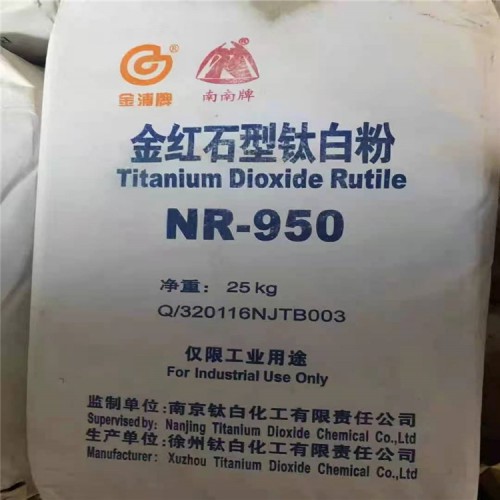 金浦牌
南南牌
金红石型钛白粉
Titanium Dioxide Rutile
NR-950
净重： 25kg
Q/320116NJTB003
仅限工业用途
For Industrial Use Only
监制单位:南京钛白化工有限责任公司
Supervised by: Nanjing Titanium Dioxide Chemical Co.,Ltd
生产单位:徐州钛白化工有限责任公司
Manufacturer: Xuzhou Titanium Dioxide Chemical Co.,Ltd